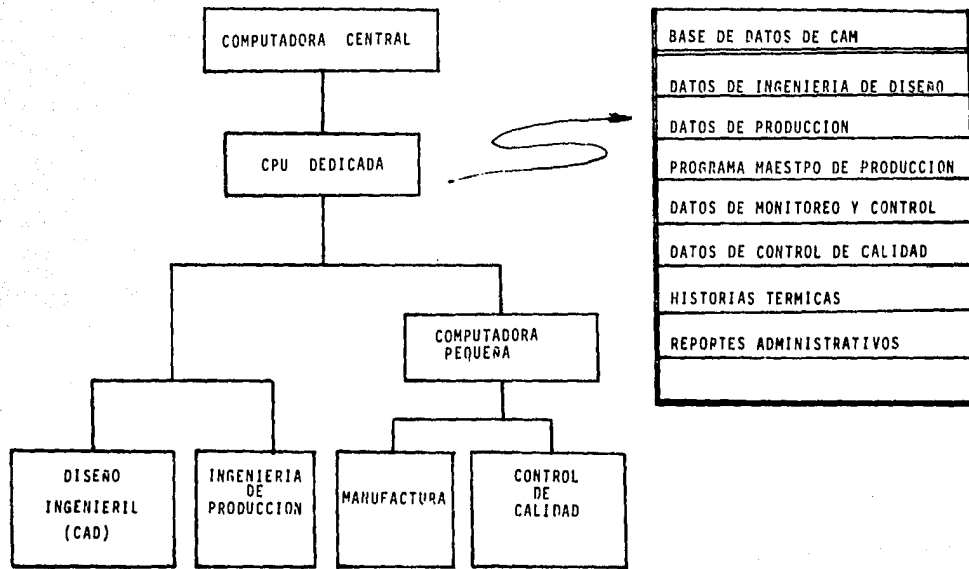 COMPUTADORA CENTRAL
CPU DEDICADA
COMPUTADORA
PEQUEÑA
DISEÑO
INGENIERIL
(CAD)
INGENIERIA
DE
PRODUCCION
MANUFACTURA
CONTROL
DE
CALIDAD
BASE DE DATOS DE CAM
DATOS DE INGENIERIA DE DISEÑO
DATOS DE PRODUCCION
PROGRAMA MAESTPO DE PRODUCCION
DATOS DE MONITOREO Y CONTROL
DATOS DE CONTROL DE CALIDAD
HISTORIAS TERMICAS
REPORTES ADMINISTRATIVOS